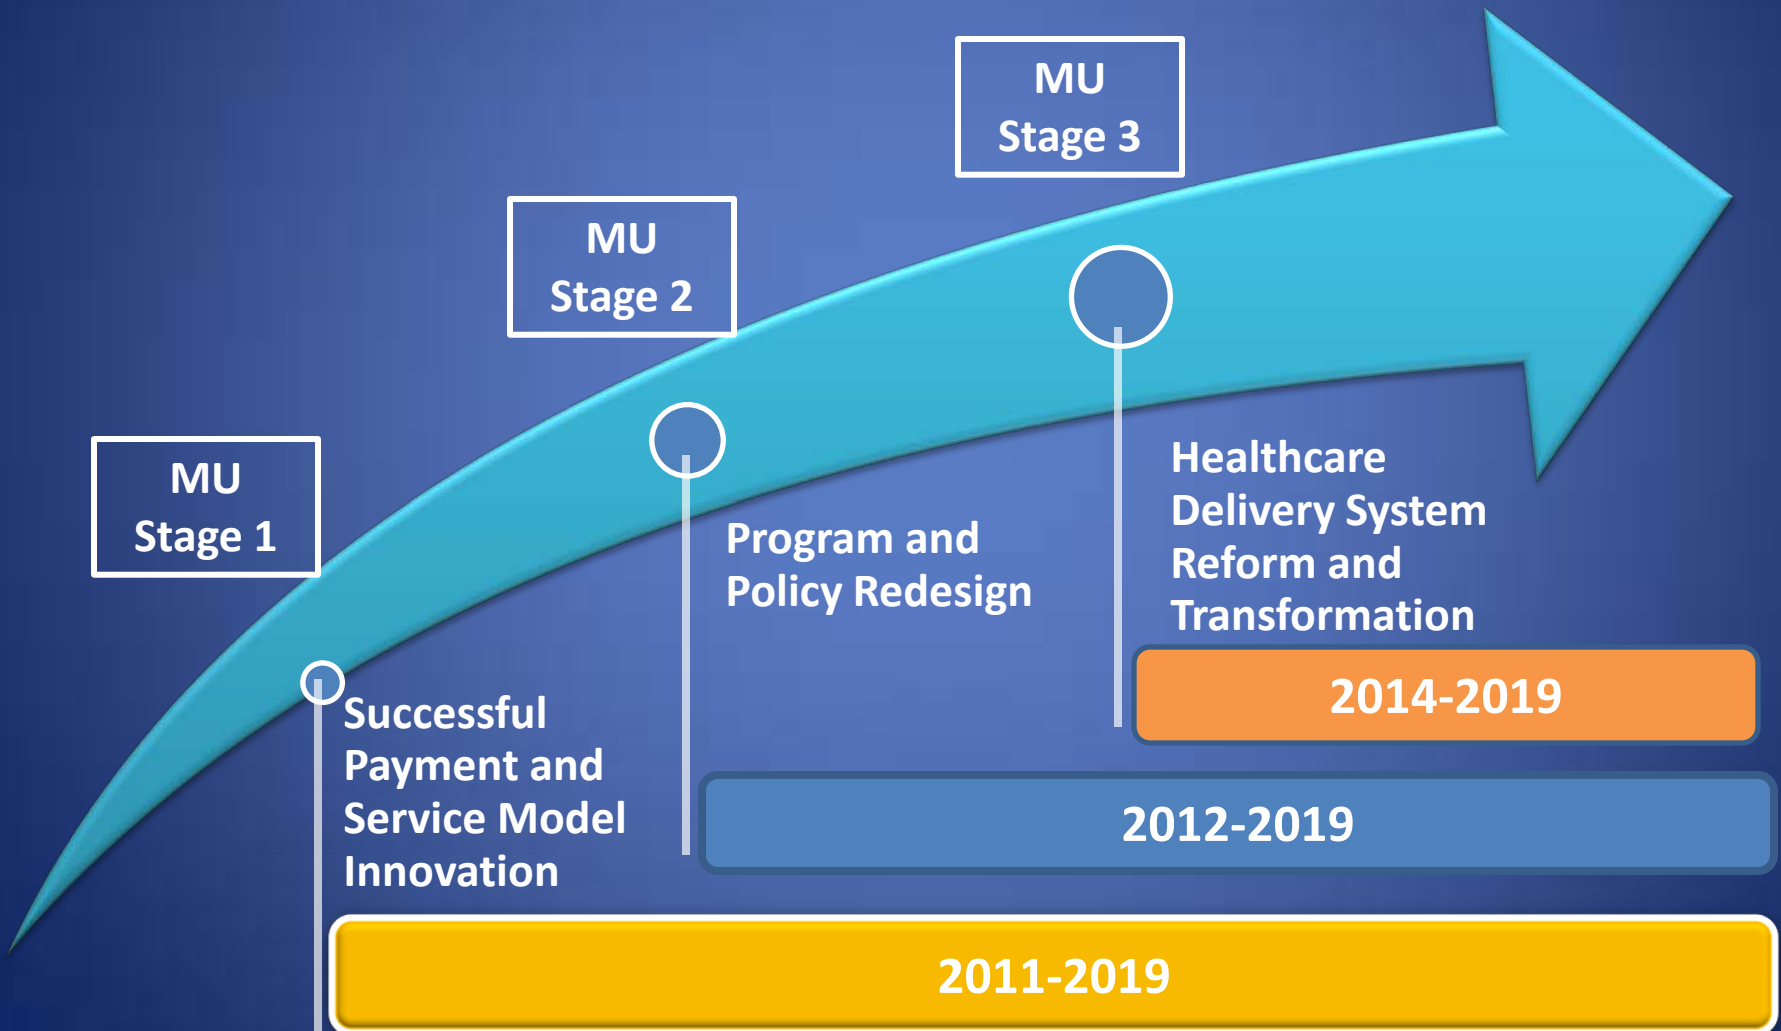 MU
Stage 1
MU
Stage 2
MU
Stage 3
Successful
Payment and
Service Model
Innovation
Program and
Policy Redesign
Healthcare
Delivery System
Reform and
Transformation
2014-2019
2012-2019
2011-2019